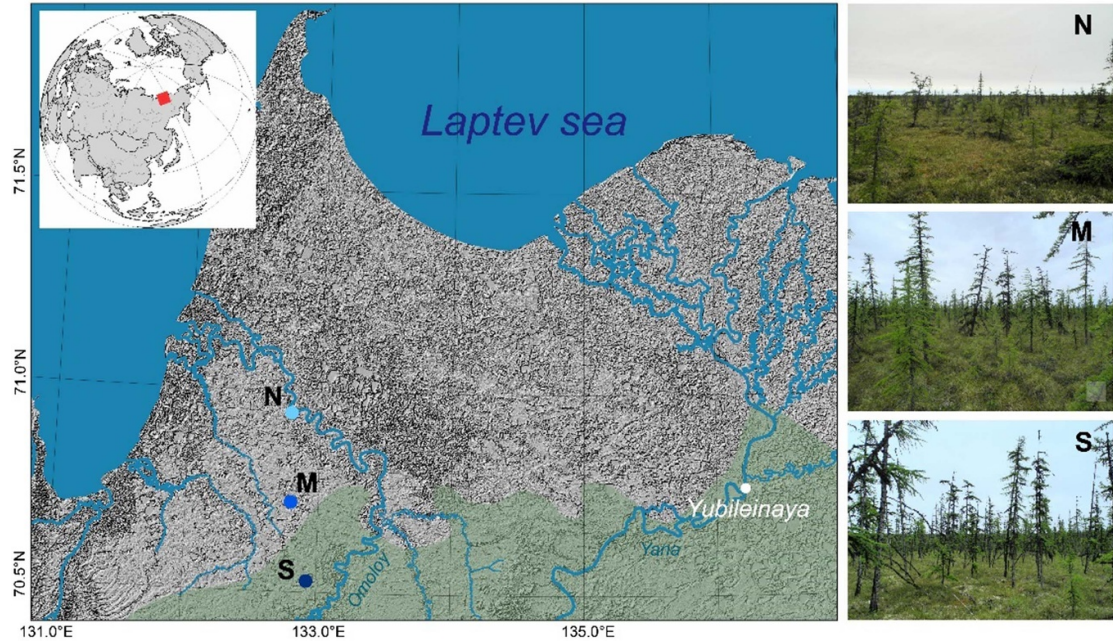 Laptev sea
N
M
S
Omoloy
Yana
Yubileinaya
71.5°N
71.0°N
70.5°N
131.0°E
133.0°E
135.0°E
N
M
S